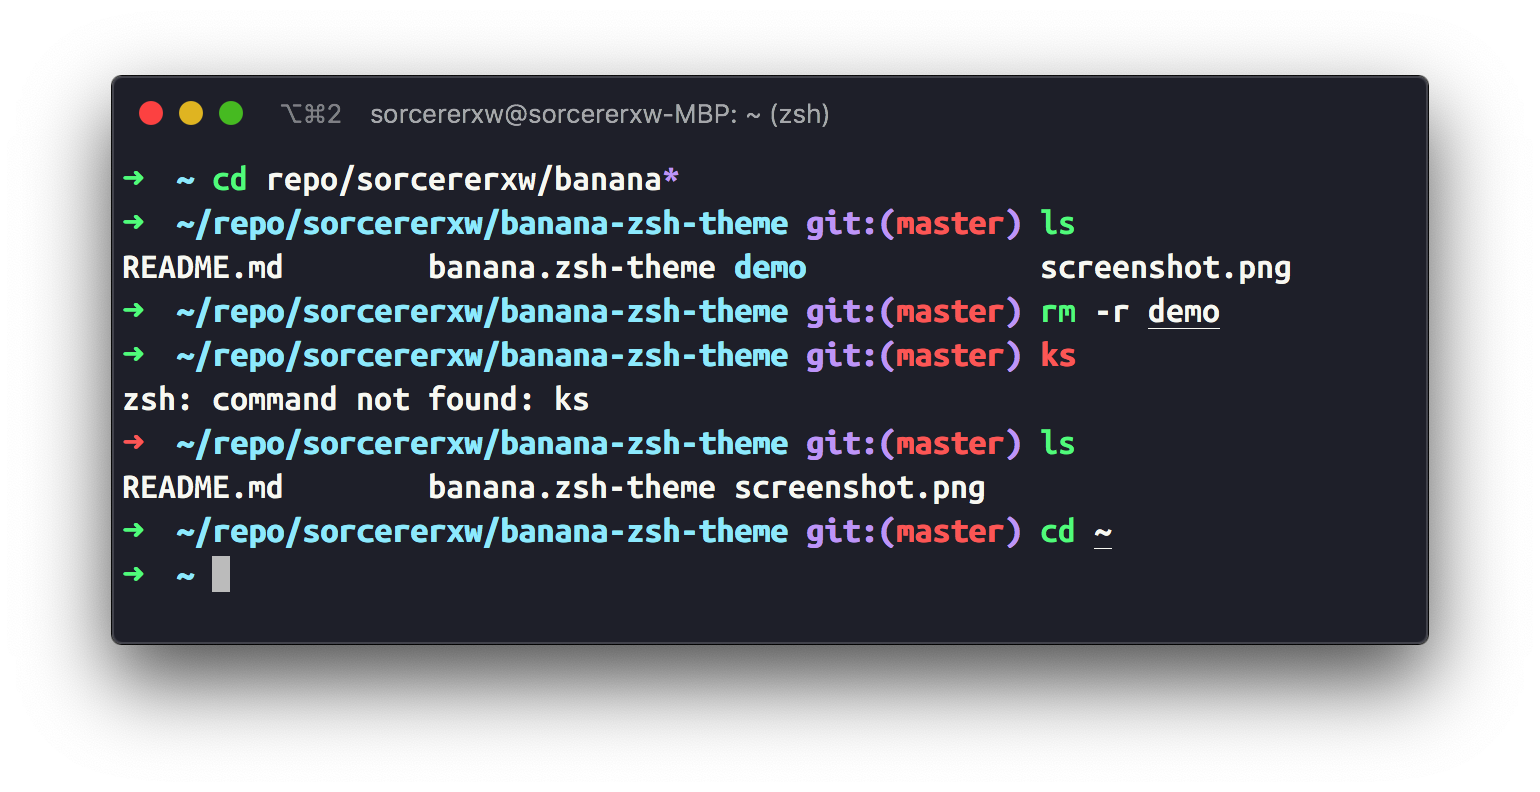 ⌥⌘2 sorcererxw@sorcererxw-MBP: ~ (zsh)
➜ ~ cd repo/sorcererxw/banana*
➜ ~/repo/sorcererxw/banana-zsh-theme git:(master) ls
README.md banana.zsh-theme demo screenshot.png
➜ ~/repo/sorcererxw/banana-zsh-theme git:(master) rm -r demo
➜ ~/repo/sorcererxw/banana-zsh-theme git:(master) ks
zsh: command not found: ks
➜ ~/repo/sorcererxw/banana-zsh-theme git:(master) ls
README.md banana.zsh-theme screenshot.png
➜ ~/repo/sorcererxw/banana-zsh-theme git:(master) cd ~
➜ ~